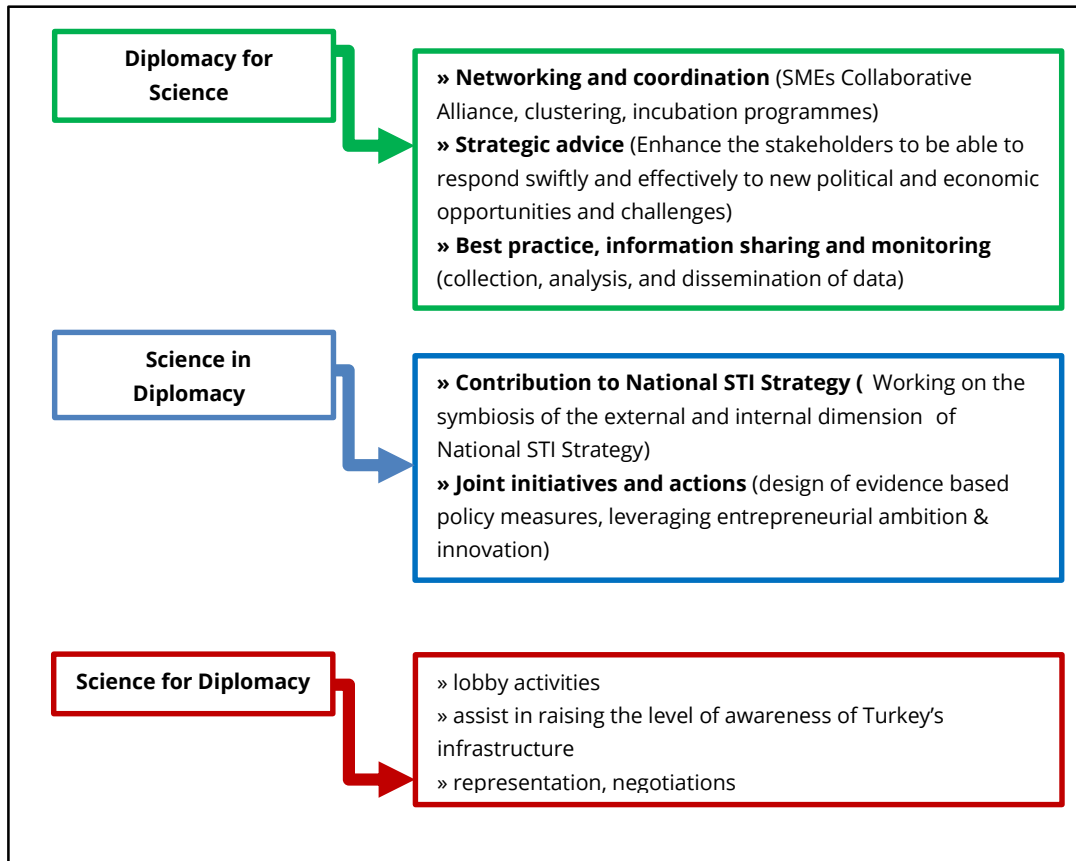 Diplomacy for
Science
» Networking and coordination (SMEs Collaborative
Alliance, clustering, incubation programmes)
» Strategic advice (Enhance the stakeholders to be able to
respond swiftly and effectively to new political and economic
opportunities and challenges)
» Best practice, information sharing and monitoring
(collection, analysis, and dissemination of data)
Science in
Diplomacy
» Contribution to National STI Strategy ( Working on the
symbiosis of the external and internal dimension of
National STI Strategy)
» Joint initiatives and actions (design of evidence based
policy measures, leveraging entrepreneurial ambition &
innovation)
Science for Diplomacy
» lobby activities
» assist in raising the level of awareness of Turkey’s
infrastructure
» representation, negotiations